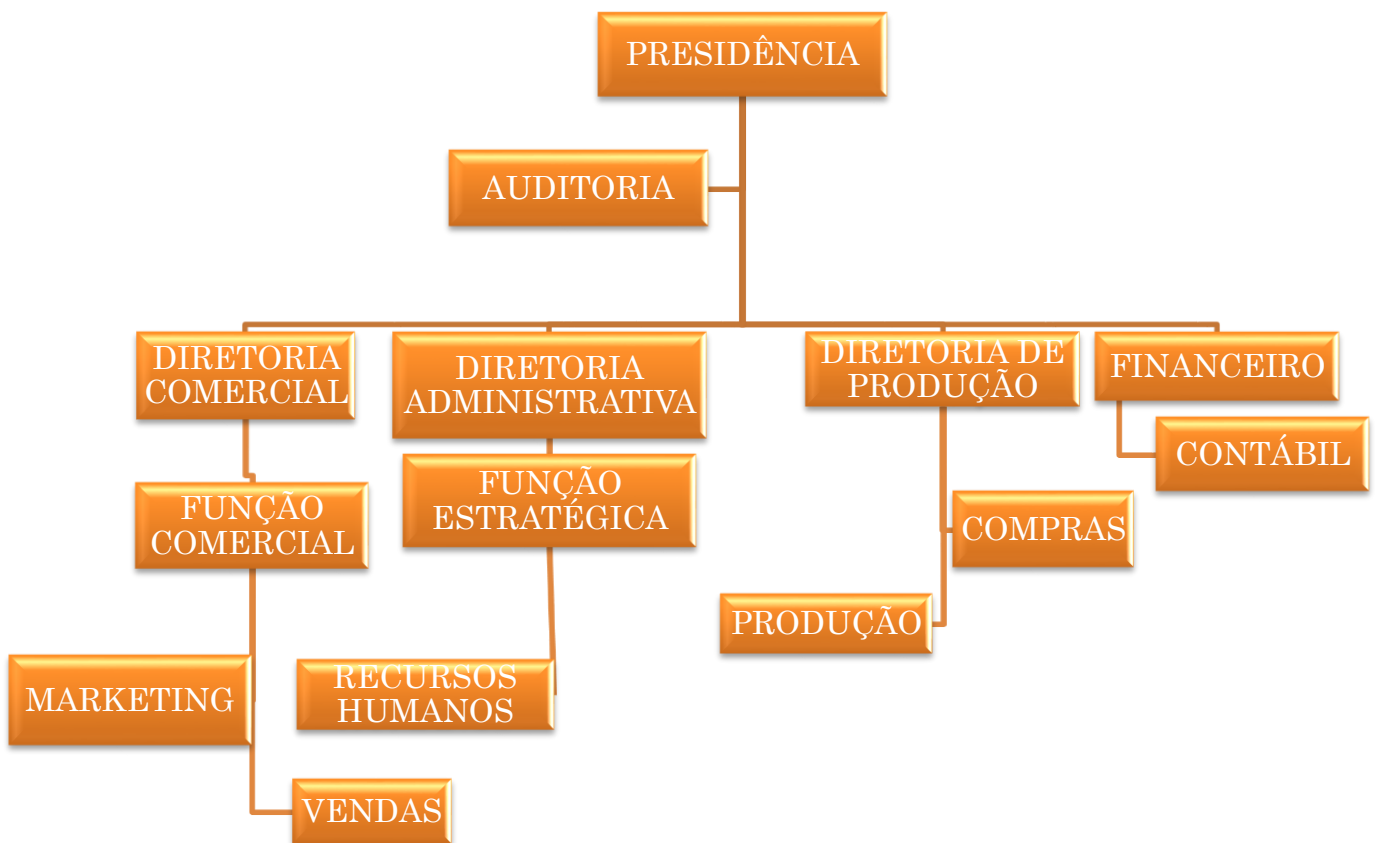 PRESIDÊNCIA
AUDITORIA
DIRETORIA
COMERCIAL
DIRETORIA
ADMINISTRATIVA
DIRETORIA DE
PRODUÇÃO
FINANCEIRO
CONTÁBIL
FUNÇÃO
COMERCIAL
FUNÇÃO
ESTRATÉGICA
COMPRAS
PRODUÇÃO
MARKETING
RECURSOS
HUMANOS
VENDAS